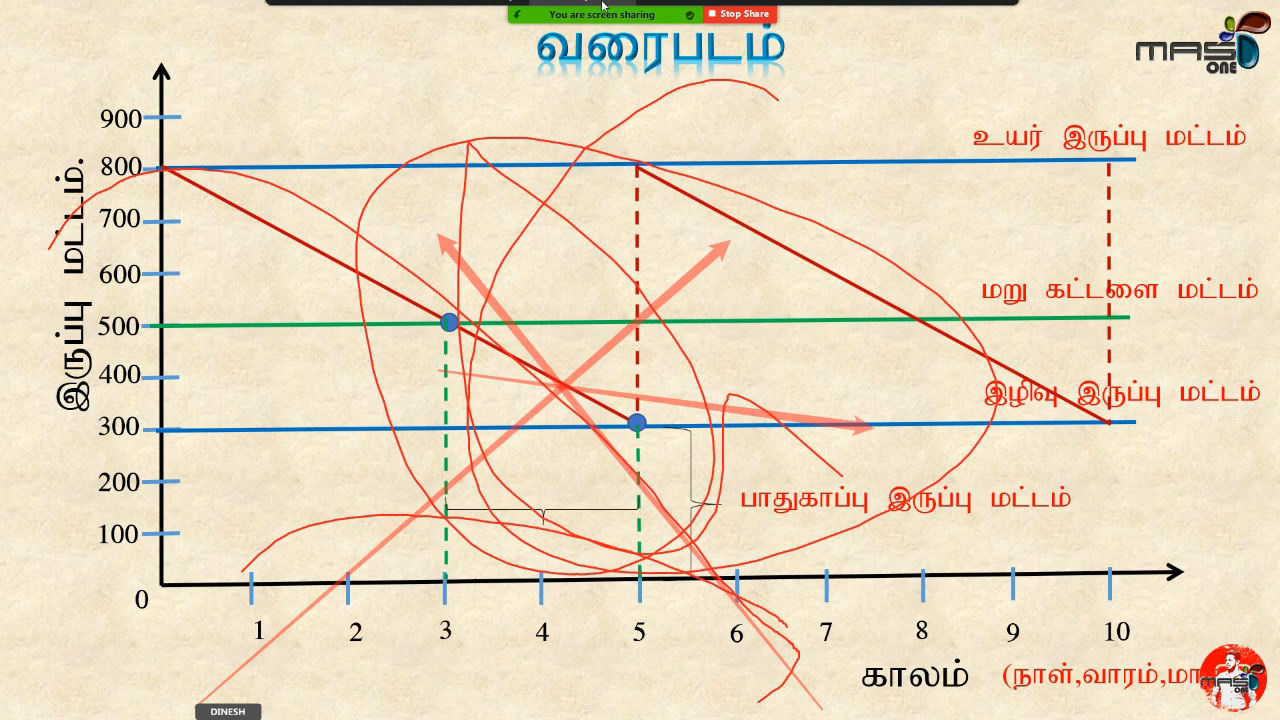 You are screen sharing
Stop Share
வரைபடம்
MAS
ONE
900
உயர் இருப்பு மட்டம்
800
இருப்பு மட்டம்.
700
600
மறு கட்டளை மட்டம்
500
400
இழிவு இருப்பு மட்டம்
300
200
பாதுகாப்பு இருப்பு மட்டம்
100
0
1 2 3 4 5 6 7 8 9 10
காலம் (நாள்,வாரம்,மா
MAS
ONE
DINESH